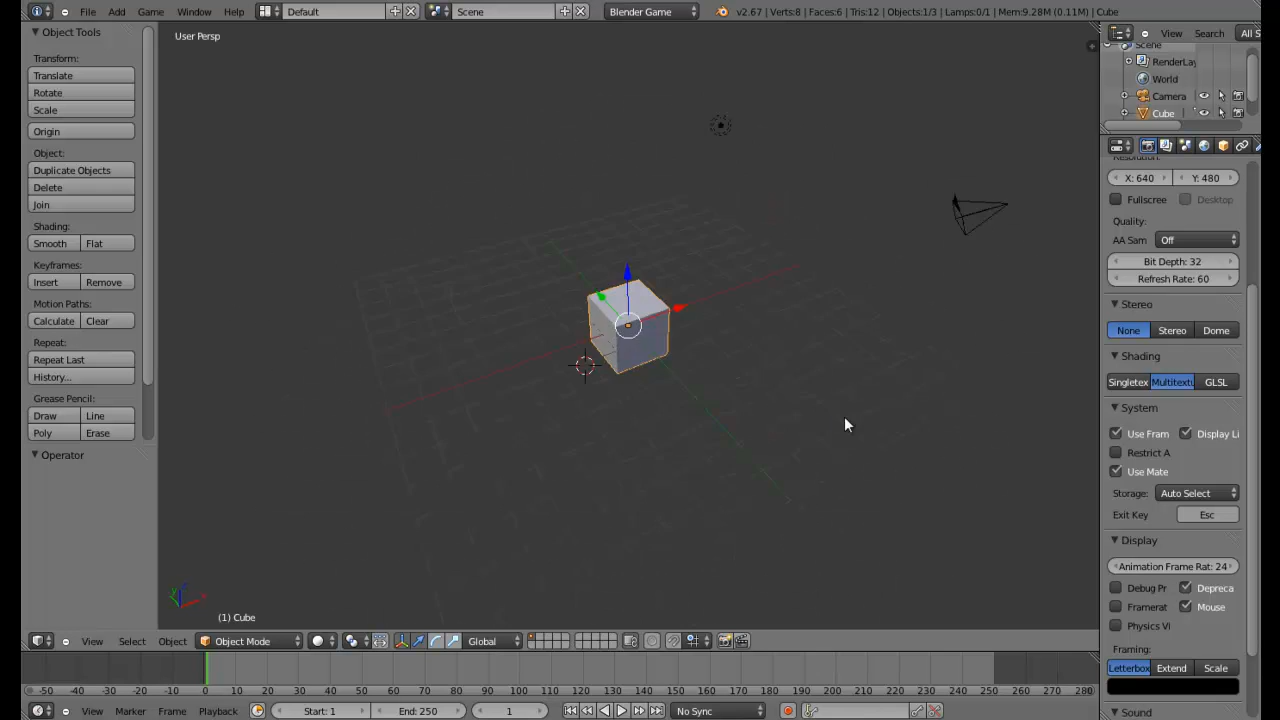 File Add Game Window Help Default Scene Blender Game v2.67 | Verts:8 | Faces:6 | Tris:12 | Objects:1/3 | Lamps:0/1 | Mem:9.28M (0.11M) | Cube
Object Tools
Transform:
Translate
Rotate
Scale
Origin
Object:
Duplicate Objects
Delete
Join
Shading:
Smooth Flat
Keyframes:
Insert Remove
Motion Paths:
Calculate Clear
Repeat:
Repeat Last
History...
Grease Pencil:
Draw Line
Poly Erase
Operator
User Persp
(1) Cube
View Search All S
Scene
RenderLay
World
Camera
Cube
Resolution:
X: 640 Y: 480
Fullscree Desktop
Quality:
AA Sam Off
Bit Depth: 32
Refresh Rate: 60
Stereo
None Stereo Dome
Shading
Singletex Multitextu GLSL
System
Use Fram Display Li
Restrict A
Use Mate
Storage: Auto Select
Exit Key Esc
Display
Animation Frame Rat: 24
Debug Pr Depreca
Framerat Mouse
Physics Vi
Framing:
Letterbox Extend Scale
Sound
View Select Object Object Mode Global
-50 -40 -30 -20 -10 0 10 20 30 40 50 60 70 80 90 100 110 120 130 140 150 160 170 180 190 200 210 220 230 240 250 260 270 280
View Marker Frame Playback Start: 1 End: 250 1 No Sync